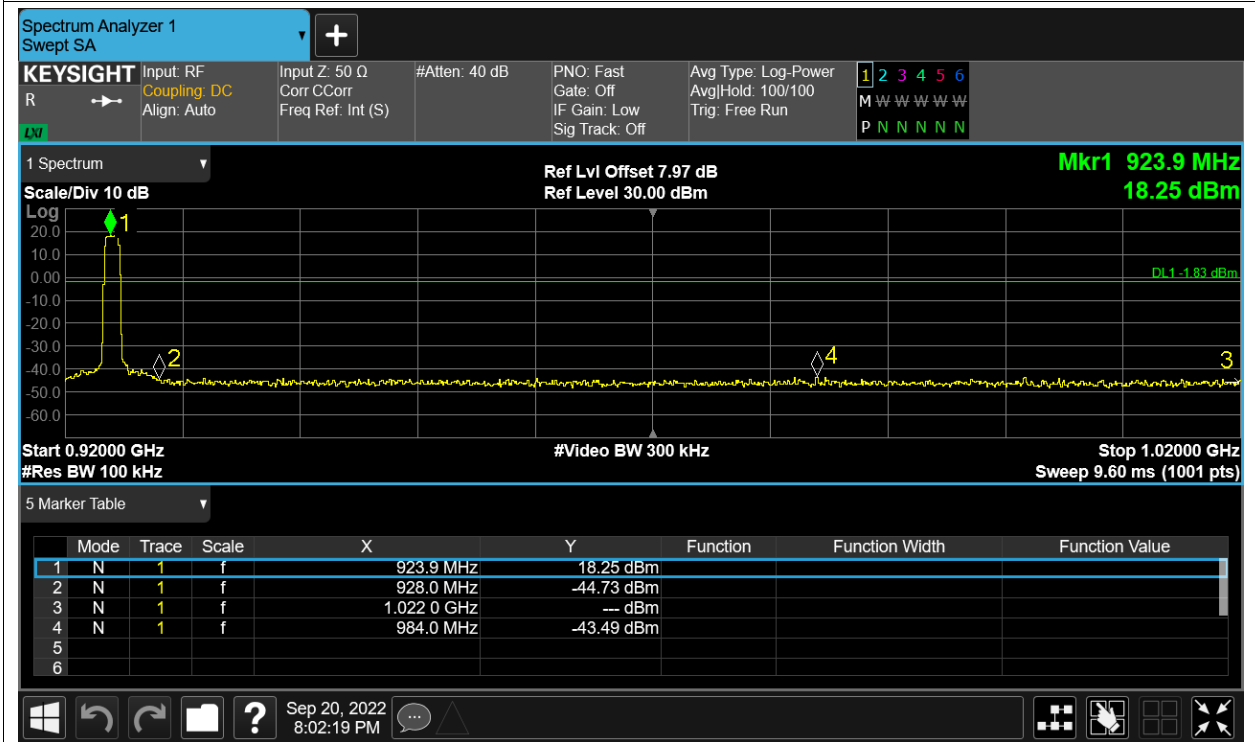 Spectrum Analyzer 1
Swept SA
+
KEYSIGHT
R
LXI
Input: RF
Coupling: DC
Align: Auto
Input Z: 50 Ω
Corr CCorr
Freq Ref: Int (S)
#Atten: 40 dB
PNO: Fast
Gate: Off
IF Gain: Low
Sig Track: Off
Avg Type: Log-Power
Avg|Hold: 100/100
Trig: Free Run
1 2 3 4 5 6
M W W W W W
P N N N N N
1 Spectrum
Scale/Div 10 dB
Ref Lvl Offset 7.97 dB
Ref Level 30.00 dBm
Mkr1 923.9 MHz
18.25 dBm
Log
20.0
10.0
0.00
-10.0
-20.0
-30.0
-40.0
-50.0
-60.0
1
DL1 -1.83 dBm
2
4
3
Start 0.92000 GHz
#Res BW 100 kHz
#Video BW 300 kHz
Stop 1.02000 GHz
Sweep 9.60 ms (1001 pts)
5 Marker Table
Mode Trace Scale X Y Function Function Width Function Value
1 N 1 f 923.9 MHz 18.25 dBm
2 N 1 f 928.0 MHz -44.73 dBm
3 N 1 f 1.022 0 GHz --- dBm
4 N 1 f 984.0 MHz -43.49 dBm
5
6
?
Sep 20, 2022
8:02:19 PM